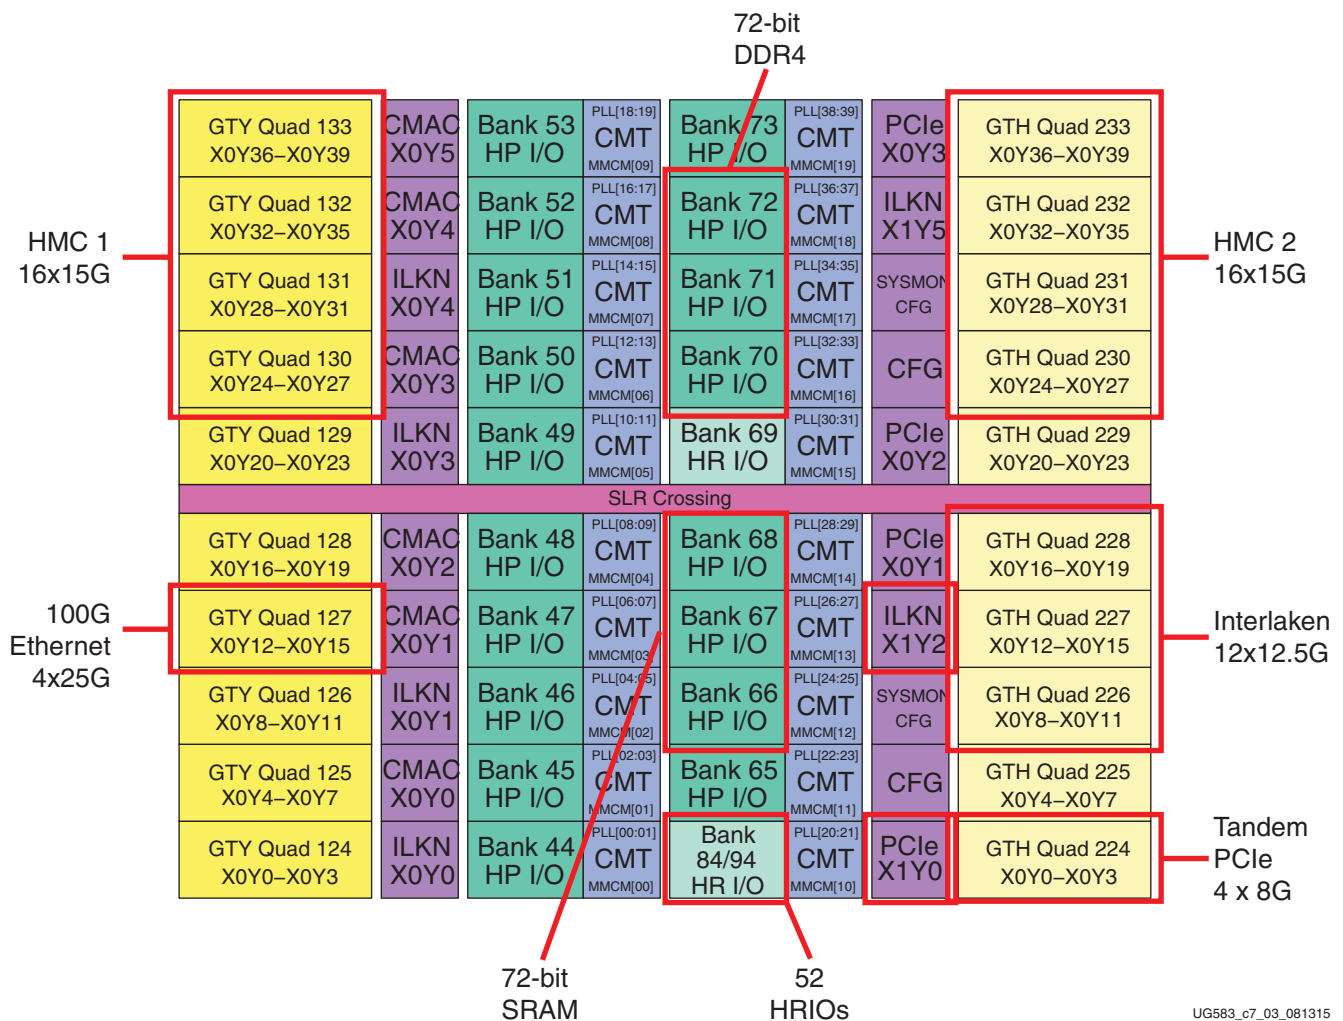 72-bit
DDR4
GTY Quad 133
X0Y36–X0Y39
CMAC
X0Y5
Bank 53
HP I/O
PLL[18:19]
CMT
MMCM[09]
Bank 73
HP I/O
PLL[38:39]
CMT
MMCM[19]
PCIe
X0Y3
GTH Quad 233
X0Y36–X0Y39
GTY Quad 132
X0Y32–X0Y35
CMAC
X0Y4
Bank 52
HP I/O
PLL[16:17]
CMT
MMCM[08]
Bank 72
HP I/O
PLL[36:37]
CMT
MMCM[18]
ILKN
X1Y5
GTH Quad 232
X0Y32–X0Y35
HMC 1
16x15G
HMC 2
16x15G
GTY Quad 131
X0Y28–X0Y31
ILKN
X0Y4
Bank 51
HP I/O
PLL[14:15]
CMT
MMCM[07]
Bank 71
HP I/O
PLL[34:35]
CMT
MMCM[17]
SYSMON
CFG
GTH Quad 231
X0Y28–X0Y31
GTY Quad 130
X0Y24–X0Y27
CMAC
X0Y3
Bank 50
HP I/O
PLL[12:13]
CMT
MMCM[06]
Bank 70
HP I/O
PLL[32:33]
CMT
MMCM[16]
CFG
GTH Quad 230
X0Y24–X0Y27
GTY Quad 129
X0Y20–X0Y23
ILKN
X0Y3
Bank 49
HP I/O
PLL[10:11]
CMT
MMCM[05]
Bank 69
HR I/O
PLL[30:31]
CMT
MMCM[15]
PCIe
X0Y2
GTH Quad 229
X0Y20–X0Y23
SLR Crossing
GTY Quad 128
X0Y16–X0Y19
CMAC
X0Y2
Bank 48
HP I/O
PLL[08:09]
CMT
MMCM[04]
Bank 68
HP I/O
PLL[28:29]
CMT
MMCM[14]
PCIe
X0Y1
GTH Quad 228
X0Y16–X0Y19
100G
Ethernet
4x25G
GTY Quad 127
X0Y12–X0Y15
CMAC
X0Y1
Bank 47
HP I/O
PLL[06:07]
CMT
MMCM[03]
Bank 67
HP I/O
PLL[26:27]
CMT
MMCM[13]
ILKN
X1Y2
GTH Quad 227
X0Y12–X0Y15
Interlaken
12x12.5G
GTY Quad 126
X0Y8–X0Y11
ILKN
X0Y1
Bank 46
HP I/O
PLL[04:05]
CMT
MMCM[02]
Bank 66
HP I/O
PLL[24:25]
CMT
MMCM[12]
SYSMON
CFG
GTH Quad 226
X0Y8–X0Y11
GTY Quad 125
X0Y4–X0Y7
CMAC
X0Y0
Bank 45
HP I/O
PLL[02:03]
CMT
MMCM[01]
Bank 65
HP I/O
PLL[22:23]
CMT
MMCM[11]
CFG
GTH Quad 225
X0Y4–X0Y7
GTY Quad 124
X0Y0–X0Y3
ILKN
X0Y0
Bank 44
HP I/O
PLL[00:01]
CMT
MMCM[00]
Bank
84/94
HR I/O
PLL[20:21]
CMT
MMCM[10]
PCIe
X1Y0
GTH Quad 224
X0Y0–X0Y3
Tandem
PCIe
4 x 8G
72-bit
SRAM
52
HRIOs
UG583_c7_03_081315